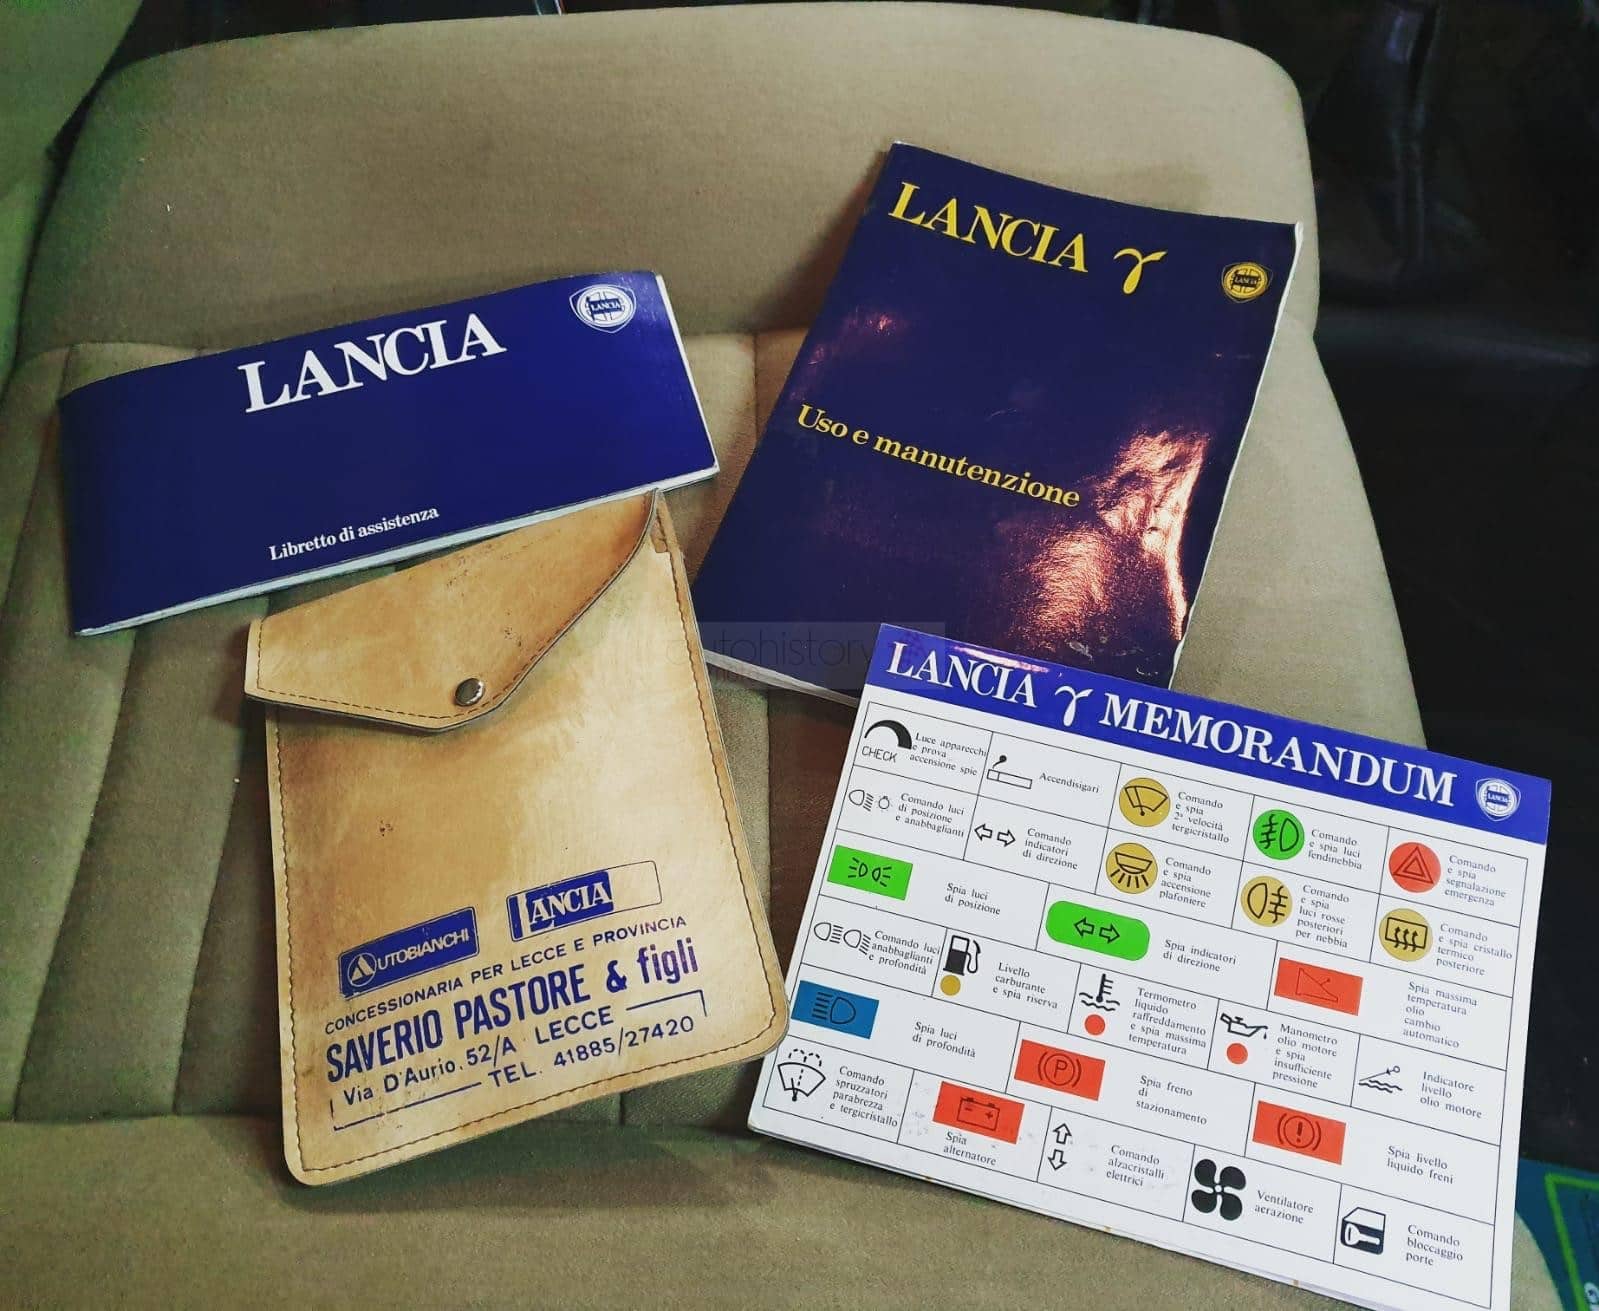 LANCIA
LANCIA
Libretto di assistenza
LANCIA γ
LANCIA
Uso e manutenzione
autohistory
AUTOBIANCHI
LANCIA
CONCESSIONARIA PER LECCE E PROVINCIA
SAVERIO PASTORE & figli
Via D'Aurio, 52/A LECCE
TEL. 41885/27420
LANCIA γ MEMORANDUM
LANCIA
CHECK
Luce apparecchi
e prova
accensione spie
Accendisigari
Comando
e spia
2ª velocità
tergicristallo
Comando
e spia luci
fendinebbia
Comando
e spia
segnalazione
emergenza
Comando luci
di posizione
e anabbaglianti
Comando
indicatori
di direzione
Comando
e spia
accensione
plafoniere
Comando
e spia
luci rosse
posteriori
per nebbia
Comando
e spia cristallo
termico
posteriore
Spia luci
di posizione
Spia indicatori
di direzione
Spia massima
temperatura
olio
cambio
automatico
Comando luci
anabbaglianti
e profondità
Livello
carburante
e spia riserva
Termometro
liquido
raffreddamento
e spia massima
temperatura
Manometro
olio motore
e spia
insufficiente
pressione
Indicatore
livello
olio motore
Spia luci
di profondità
P
Spia freno
di
stazionamento
Spia livello
liquido freni
Comando
spruzzatori
parabrezza
e tergicristallo
Spia
alternatore
Comando
alzacristalli
elettrici
Ventilatore
aerazione
Comando
bloccaggio
porte